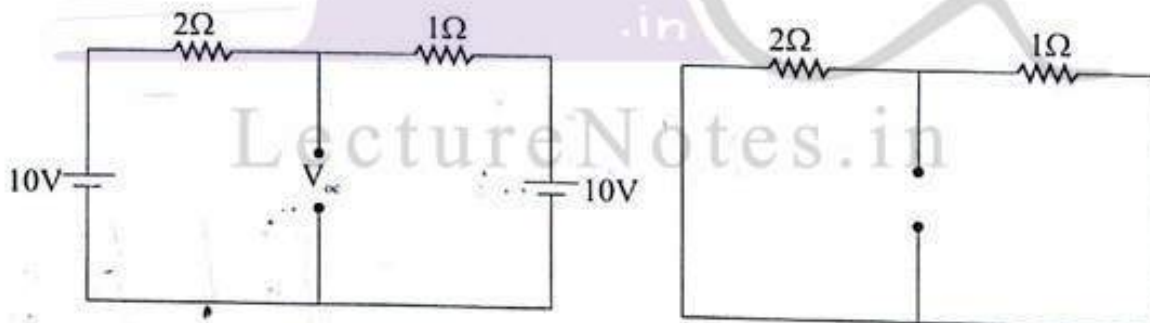 .in
2Ω 1Ω
2Ω 1Ω
LectureNotes.in
10V V∝ 10V